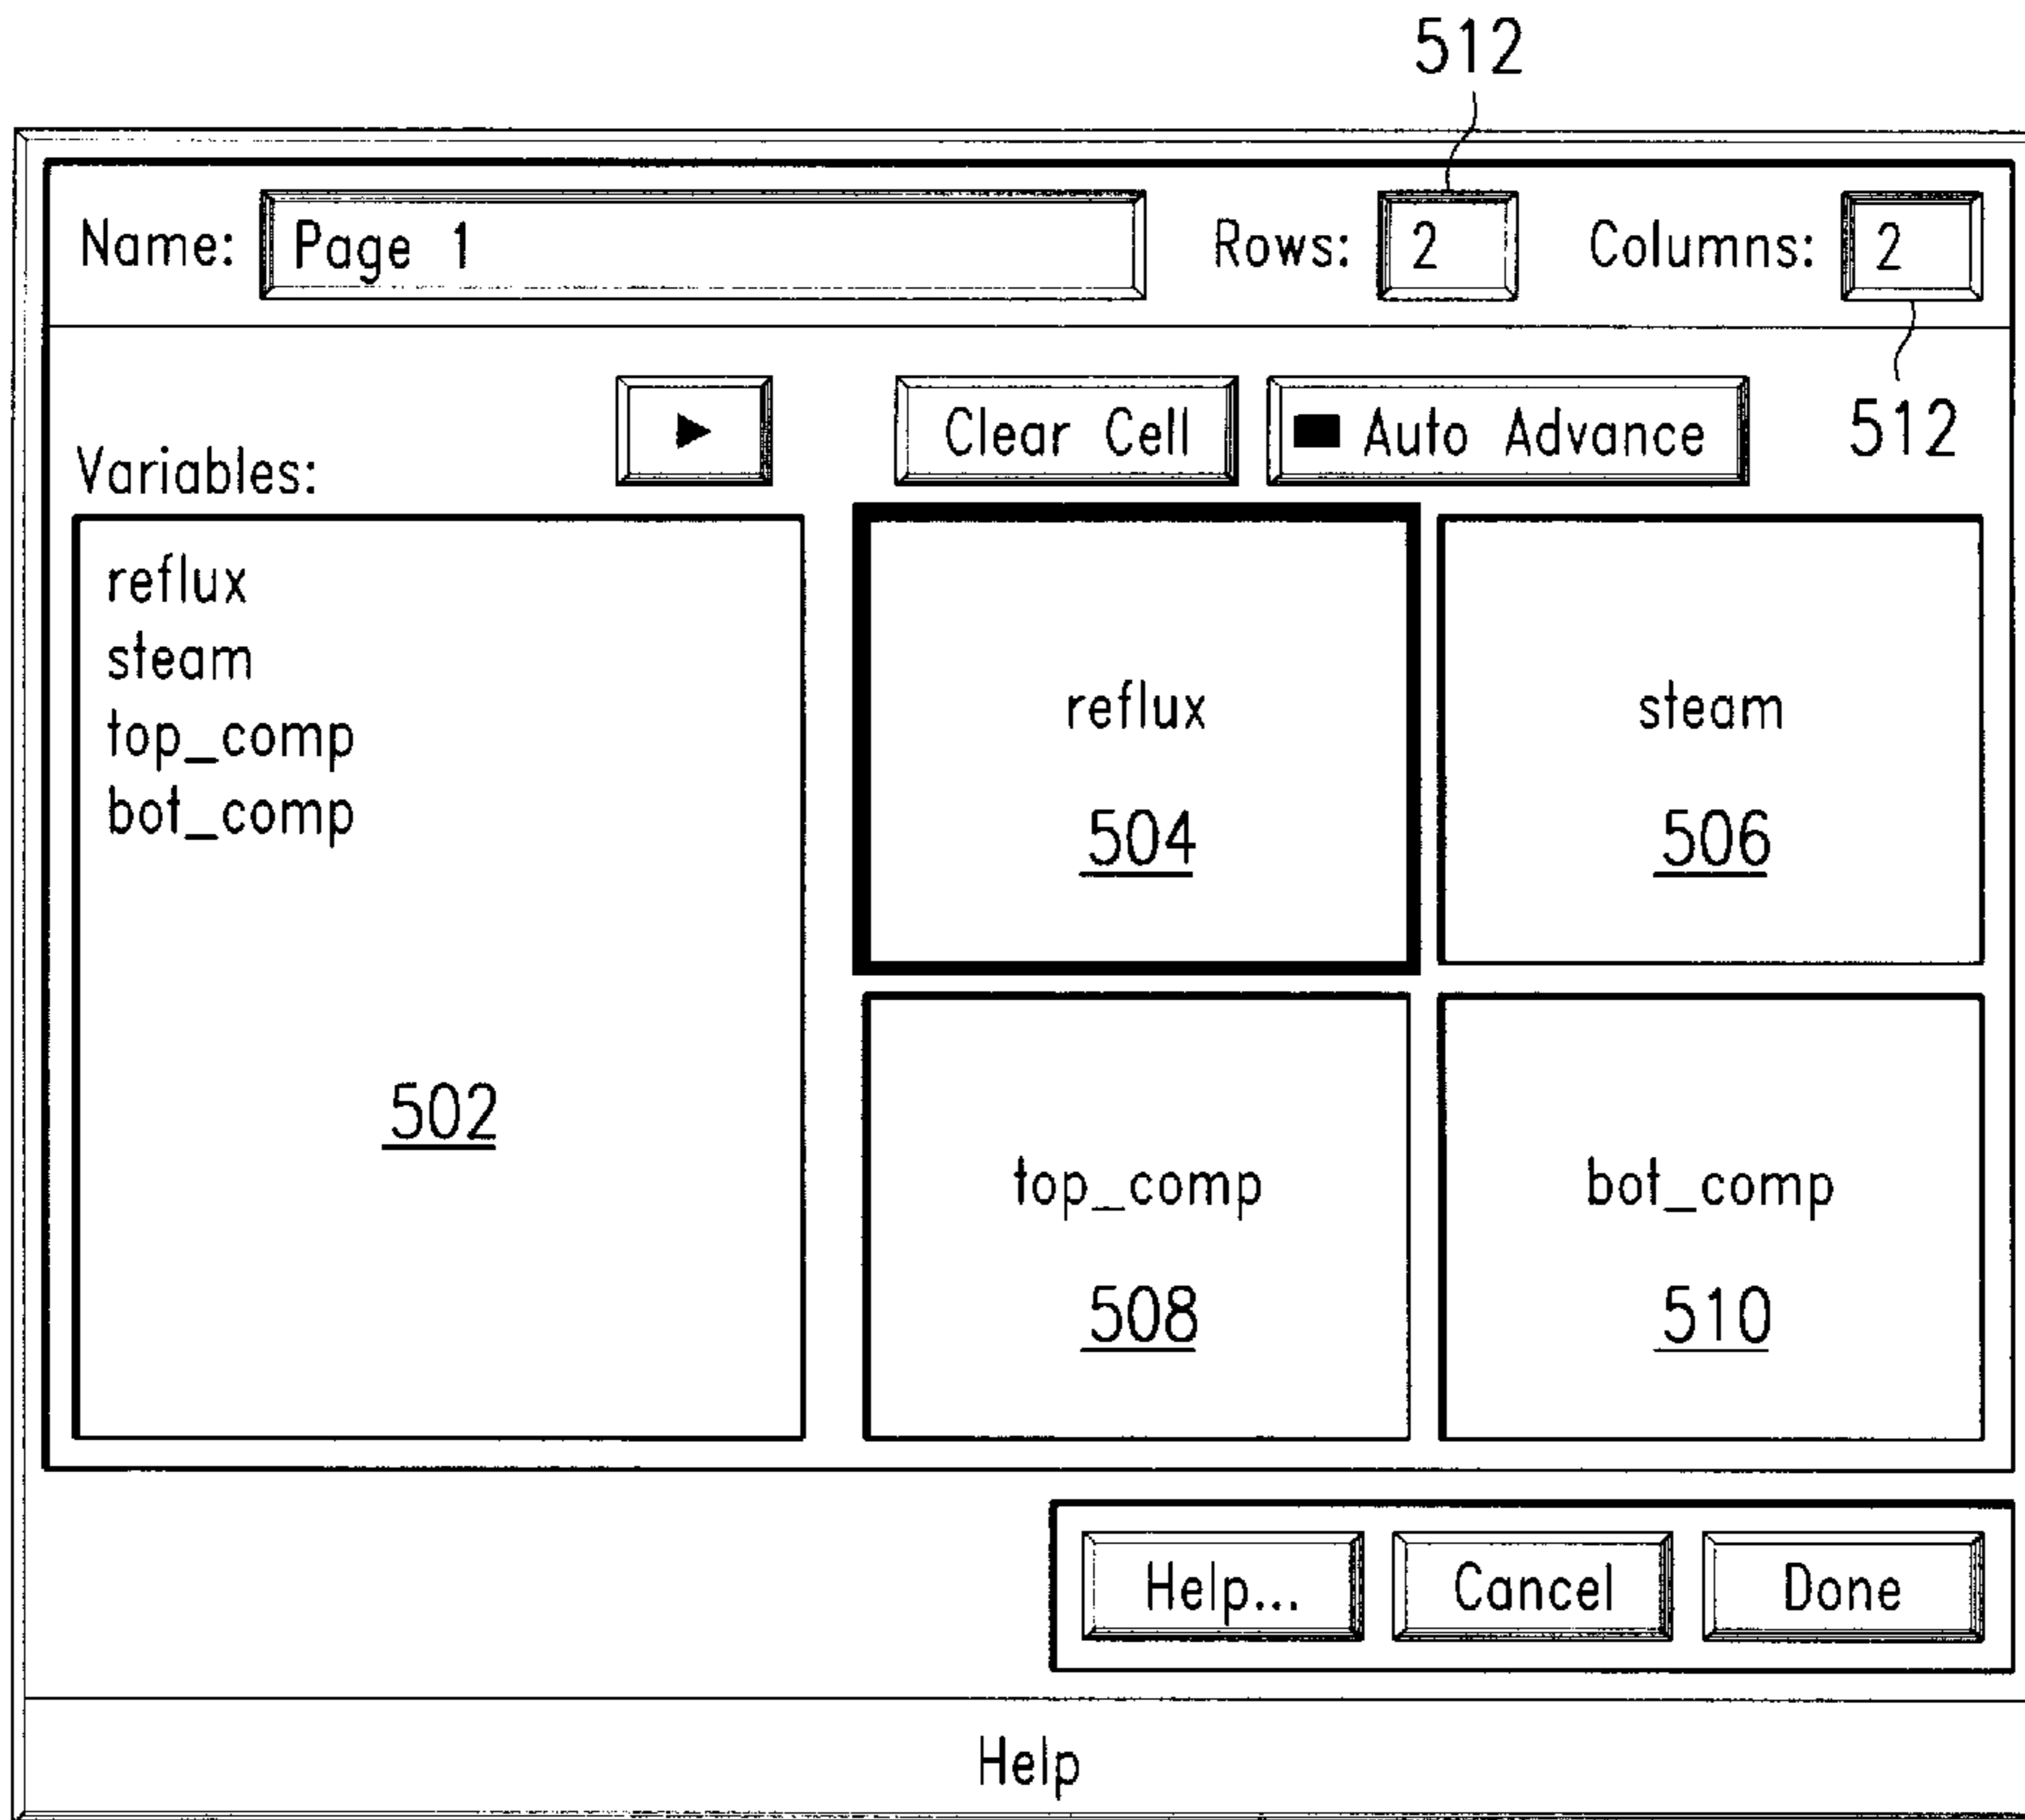 512
Name: Page 1 Rows: 2 Columns: 2
Clear Cell Auto Advance 512
Variables:
reflux
steam
top_comp
bot_comp
502
reflux
504
steam
506
top_comp
508
bot_comp
510
Help... Cancel Done
Help